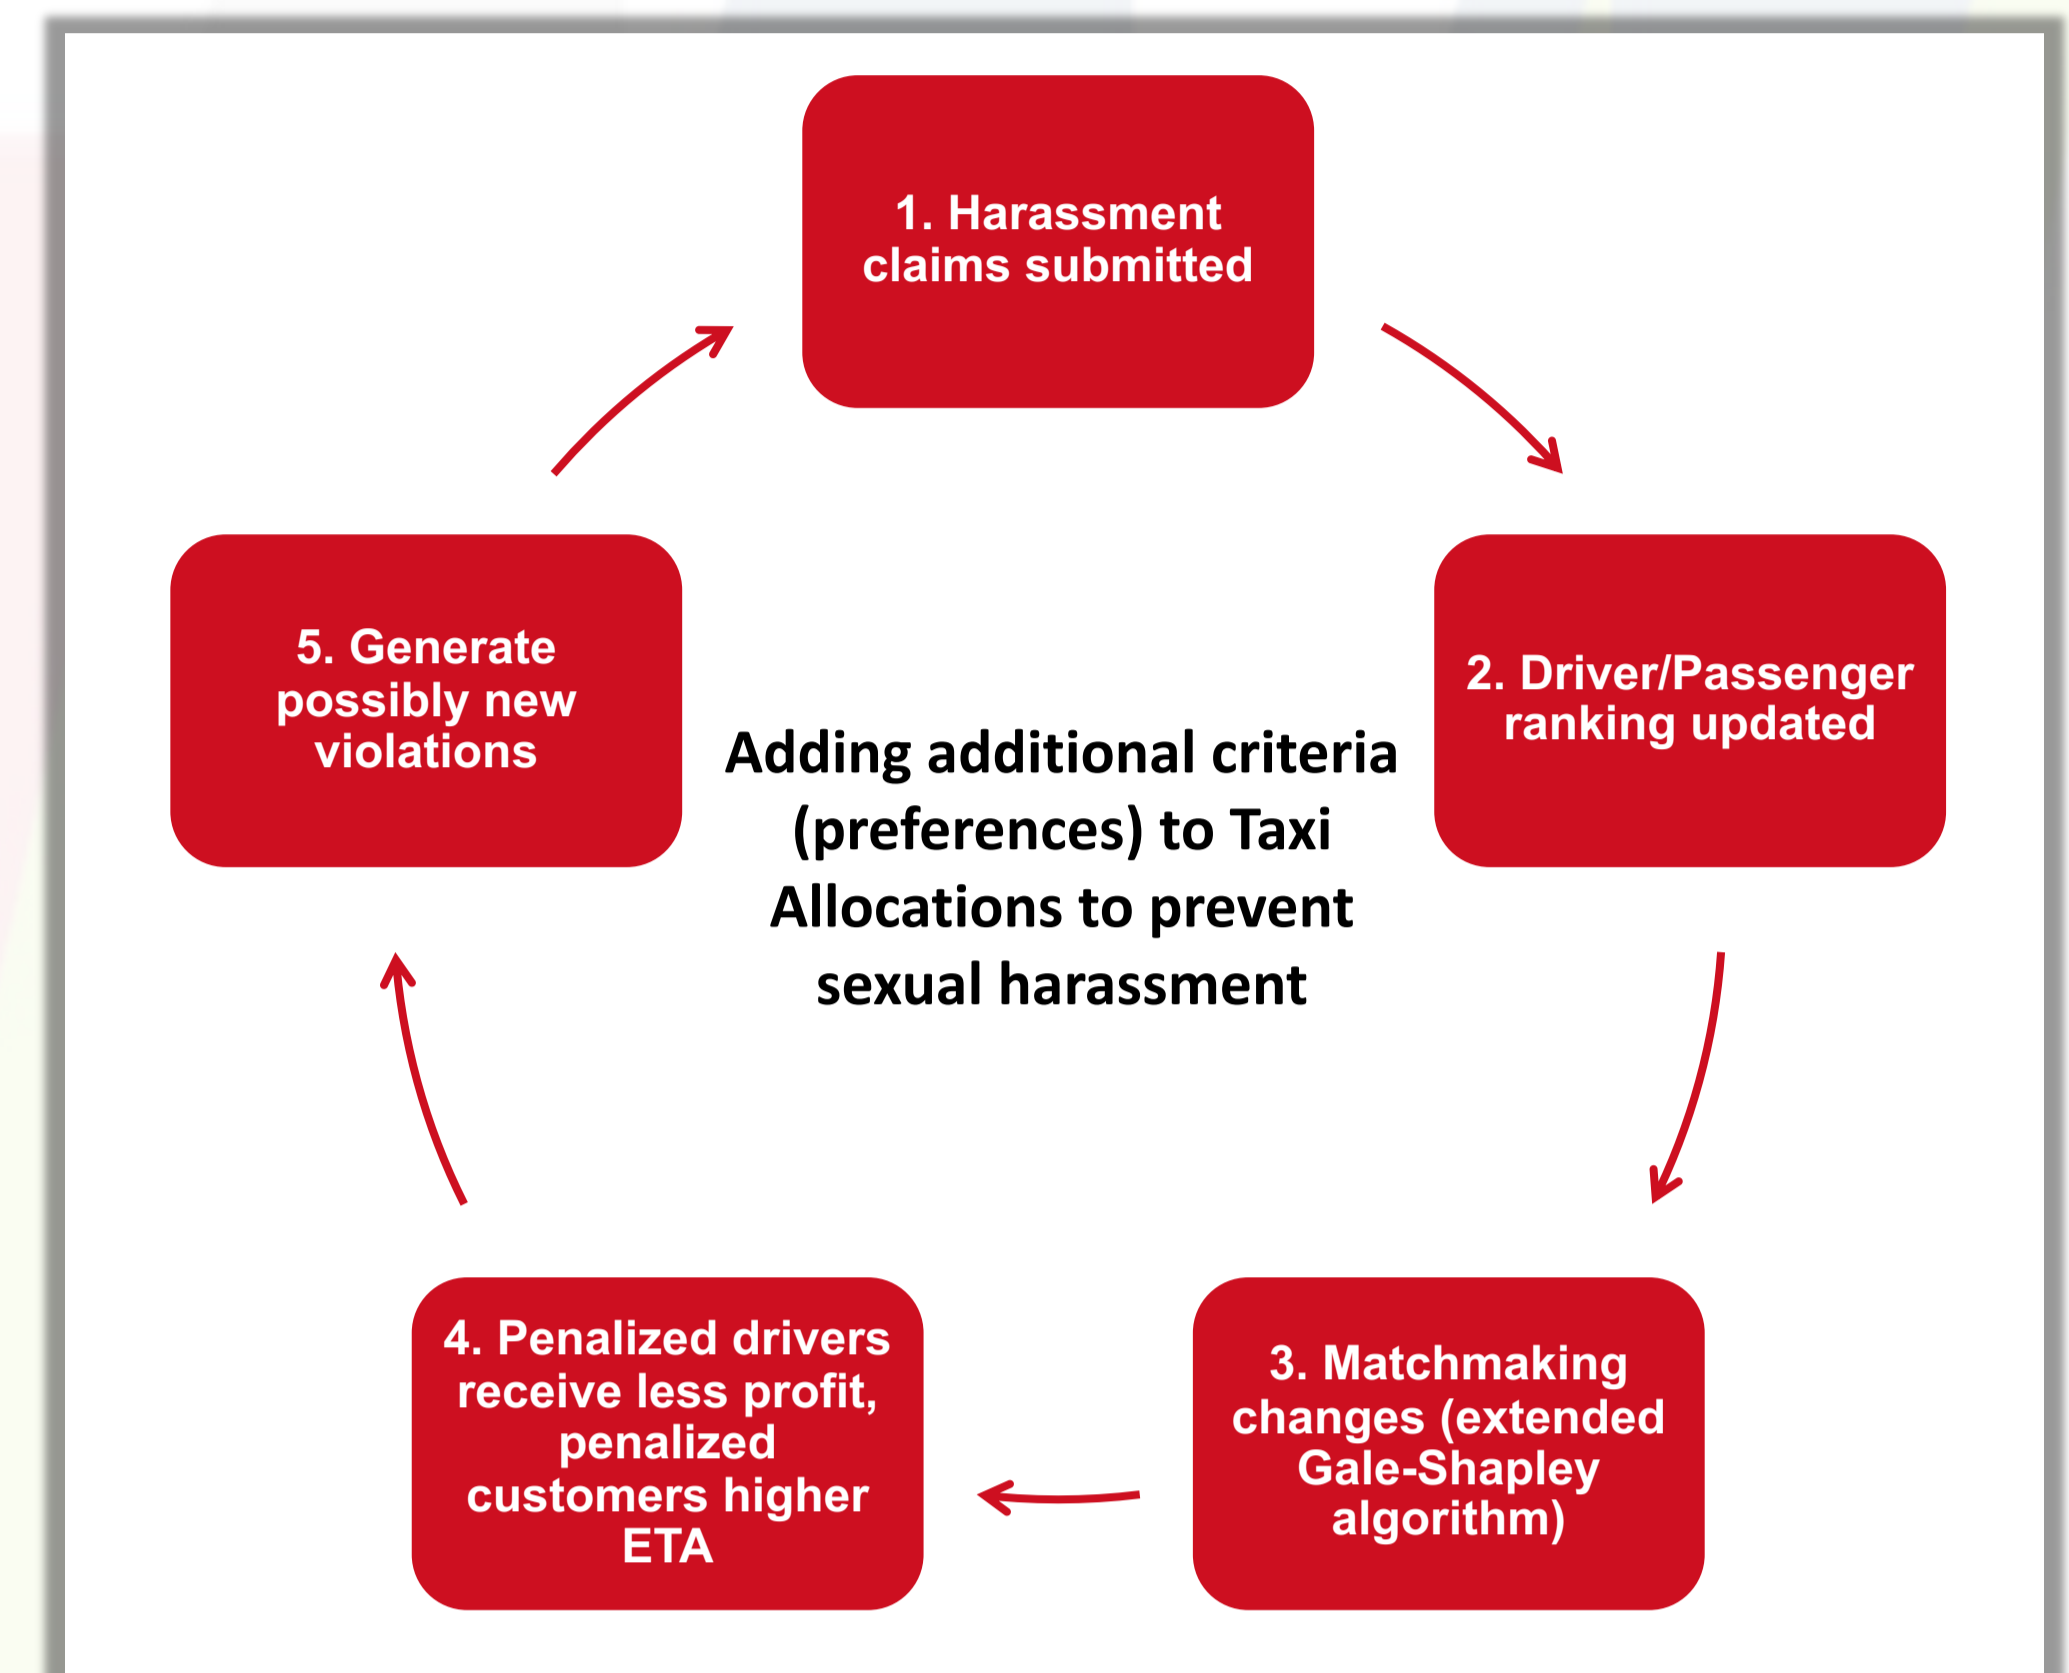 1. Harassment
claims submitted
2. Driver/Passenger
ranking updated
3. Matchmaking
changes (extended
Gale-Shapley
algorithm)
4. Penalized drivers
receive less profit,
penalized
customers higher
ETA
5. Generate
possibly new
violations
Adding additional criteria
(preferences) to Taxi
Allocations to prevent
sexual harassment